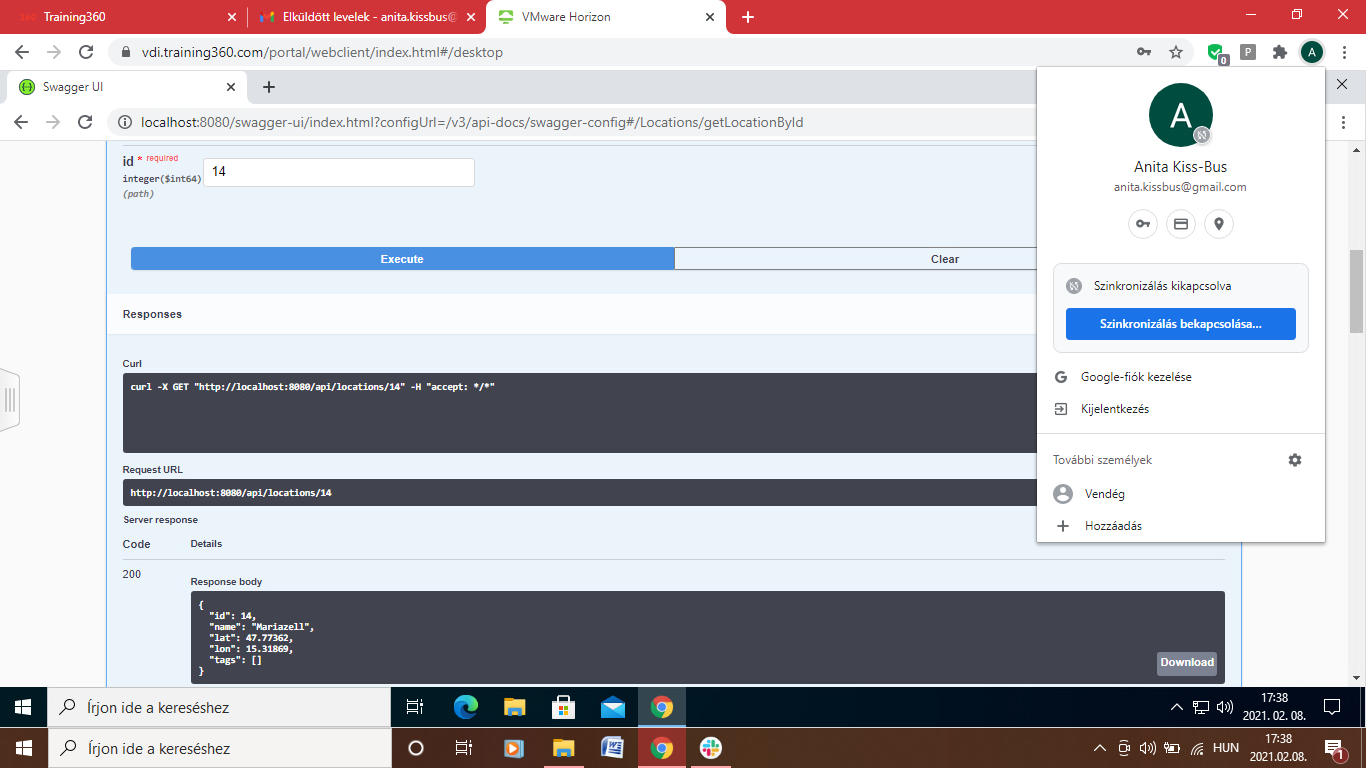 360 Training360
Elküldött levelek - anita.kissbus@
VMware Horizon
vdi.training360.com/portal/webclient/index.html#/desktop
0
P
A
Swagger UI
localhost:8080/swagger-ui/index.html?configUrl=/v3/api-docs/swagger-config#/Locations/getLocationById
id * required
integer($int64)
(path)
14
Execute
Clear
Responses
Curl
curl -X GET "http://localhost:8080/api/locations/14" -H "accept: */*"
Request URL
http://localhost:8080/api/locations/14
Server response
Code
Details
200
Response body
{
"id": 14,
"name": "Mariazell",
"lat": 47.77362,
"lon": 15.31869,
"tags": []
}
Download
A
Anita Kiss-Bus
anita.kissbus@gmail.com
Szinkronizálás kikapcsolva
Szinkronizálás bekapcsolása...
G Google-fiók kezelése
Kijelentkezés
További személyek
Vendég
Hozzáadás
Írjon ide a kereséshez
17:38
2021. 02. 08.
Írjon ide a kereséshez
W
HUN
17:38
2021.02.08.
1